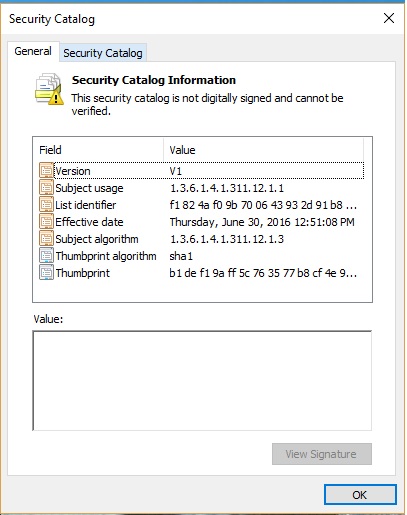 Security Catalog
General
Security Catalog
Security Catalog Information
This security catalog is not digitally signed and cannot be
verified.
Field Value
Version V1
Subject usage 1.3.6.1.4.1.311.12.1.1
List identifier f1 82 4a f0 9b 70 06 43 93 2d 91 b8 ...
Effective date Thursday, June 30, 2016 12:51:08 PM
Subject algorithm 1.3.6.1.4.1.311.12.1.3
Thumbprint algorithm sha1
Thumbprint b1 de f1 9a ff 5c 76 35 77 b8 cf 4e 9...
Value:
View Signature
OK